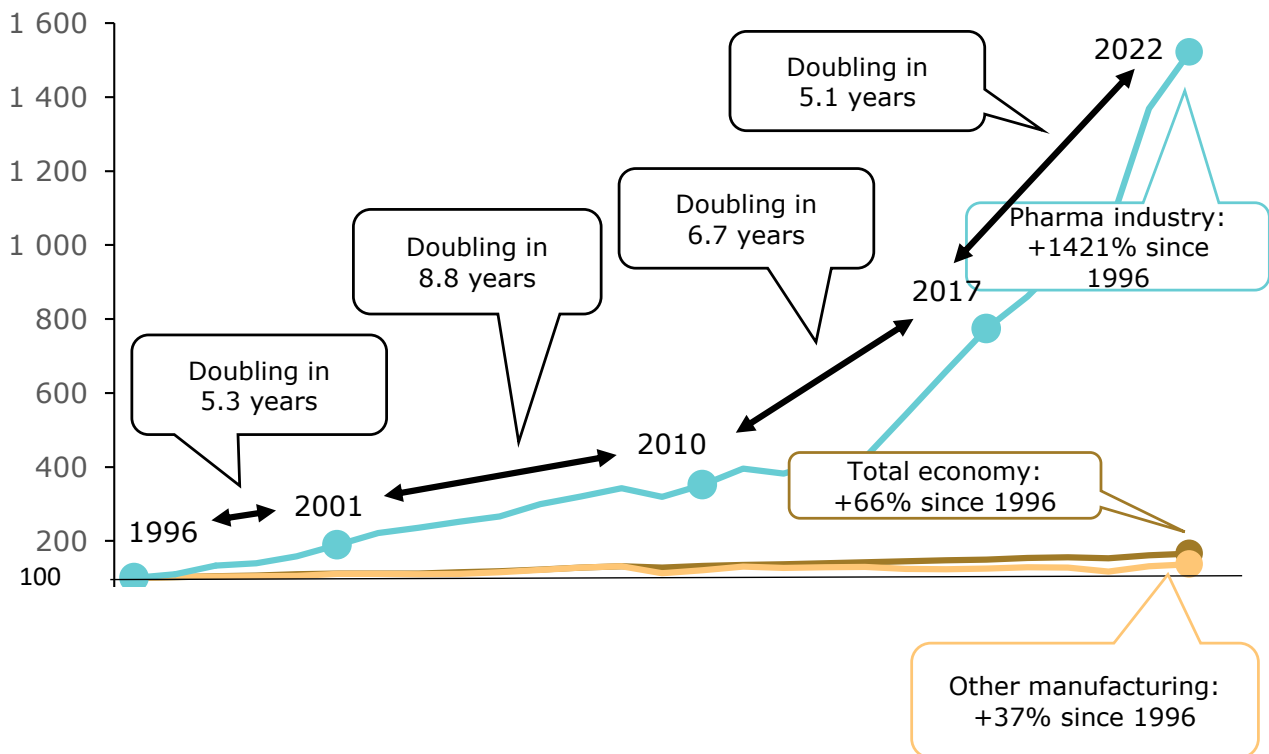 1 600
1 400
1 200
1 000
800
600
400
200
100
1996
2001
2010
2017
2022
Doubling in
5.3 years
Doubling in
8.8 years
Doubling in
6.7 years
Doubling in
5.1 years
Pharma industry:
+1421% since
1996
Total economy:
+66% since 1996
Other manufacturing:
+37% since 1996